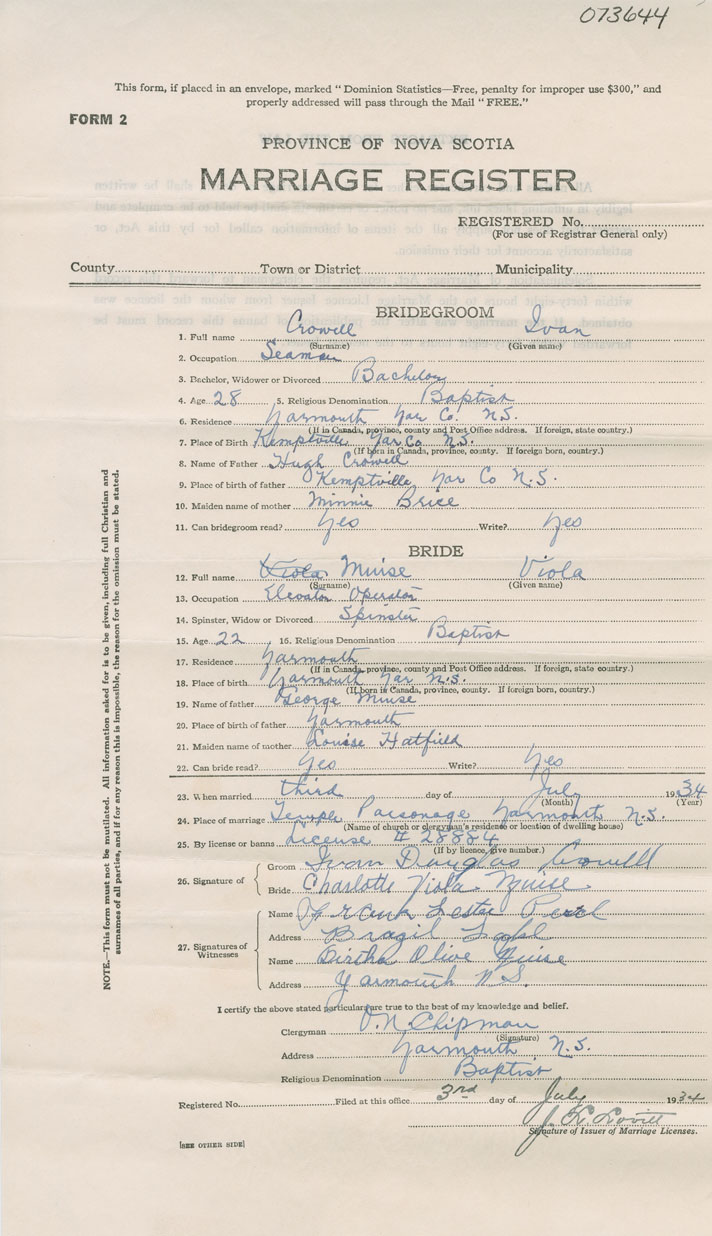 073644
This form, if placed in an envelope, marked "Dominion Statistics—Free, penalty for improper use $300," and
properly addressed will pass through the Mail "FREE."
FORM 2
PROVINCE OF NOVA SCOTIA
MARRIAGE REGISTER
REGISTERED No.
(For use of Registrar General only)
County Town or District Municipality
BRIDEGROOM
1. Full name Crowell Ivan
(Surname) (Given name)
2. Occupation Seaman
3. Bachelor, Widower or Divorced Bachelor
4. Age 28 5. Religious Denomination Baptist
6. Residence Yarmouth Yar Co. N.S.
(If in Canada, province, county and Post Office address. If foreign, state country.)
7. Place of Birth Kemptville Yar Co. N.S.
(If born in Canada, province, county. If foreign born, country.)
8. Name of Father Hugh Crowell
9. Place of birth of father Kemptville Yar Co N.S.
10. Maiden name of mother Minnie Brice
11. Can bridegroom read? Yes Write? Yes
BRIDE
12. Full name Viola Muise Viola
(Surname) (Given name)
13. Occupation Elevator Operator
14. Spinster, Widow or Divorced Spinster
15. Age 22 16. Religious Denomination Baptist
17. Residence Yarmouth
(If in Canada, province, county and Post Office address. If foreign, state country.)
18. Place of birth Yarmouth Yar N.S.
(If born in Canada, province, county. If foreign born, country.)
19. Name of father George Muise
20. Place of birth of father Yarmouth
21. Maiden name of mother Louise Hatfield
22. Can bride read? Yes Write? Yes
23. When married third day of July 1934
(Month) (Year)
24. Place of marriage Temple Parsonage Yarmouth N.S.
(Name of church or clergyman's residence or location of dwelling house)
25. By license or banns License # 28884
(If by licence, give number.)
26. Signature of Groom Ivan Douglas Crowell
Bride Charlotte Viola Muise
27. Signatures of Witnesses
Name Frank Lester
Address Brazil Lake
Name Birtha Olive Muise
Address Yarmouth N.S.
I certify the above stated particulars are true to the best of my knowledge and belief.
Clergyman O.N. Chipman
(Signature)
Address Yarmouth N.S.
Religious Denomination Baptist
Registered No. Filed at this office 3rd day of July 1934
J. Lovitt
Signature of Issuer of Marriage Licenses.
[SEE OTHER SIDE]
NOTE.—This form must not be mutilated. All information asked for is to be given, including full Christian and
surnames of all parties, and if for any reason this is impossible, the reason for the omission must be stated.